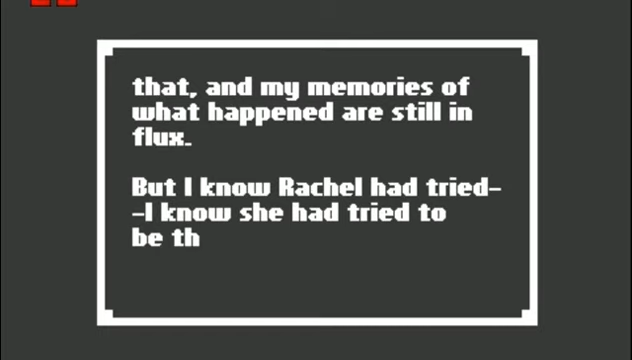 that, and my memories of
what happened are still in
flux.
But I know Rachel had tried-
-I know she had tried to
be th